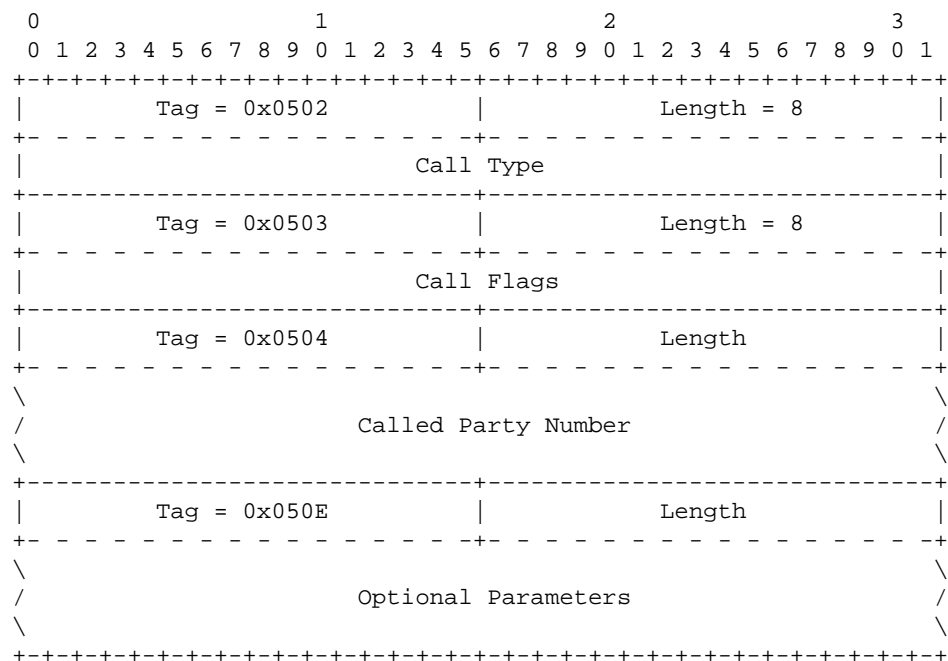 0                   1                   2                   3
 0 1 2 3 4 5 6 7 8 9 0 1 2 3 4 5 6 7 8 9 0 1 2 3 4 5 6 7 8 9 0 1
+-+-+-+-+-+-+-+-+-+-+-+-+-+-+-+-+-+-+-+-+-+-+-+-+-+-+-+-+-+-+-+-+
|         Tag = 0x0502          |            Length = 8         |
+- - - - - - - - - - - - - - - -+- - - - - - - - - - - - - - - -+
|                           Call Type                           |
+-------------------------------+-------------------------------+
|         Tag = 0x0503          |            Length = 8         |
+- - - - - - - - - - - - - - - -+- - - - - - - - - - - - - - - -+
|                           Call Flags                          |
+-------------------------------+-------------------------------+
|         Tag = 0x0504          |            Length             |
+- - - - - - - - - - - - - - - -+- - - - - - - - - - - - - - - -+
\                                                               \
/                       Called Party Number                     /
\                                                               \
+-------------------------------+-------------------------------+
|         Tag = 0x050E          |            Length             |
+- - - - - - - - - - - - - - - -+- - - - - - - - - - - - - - - -+
\                                                               \
/                       Optional Parameters                     /
\                                                               \
+-+-+-+-+-+-+-+-+-+-+-+-+-+-+-+-+-+-+-+-+-+-+-+-+-+-+-+-+-+-+-+-+